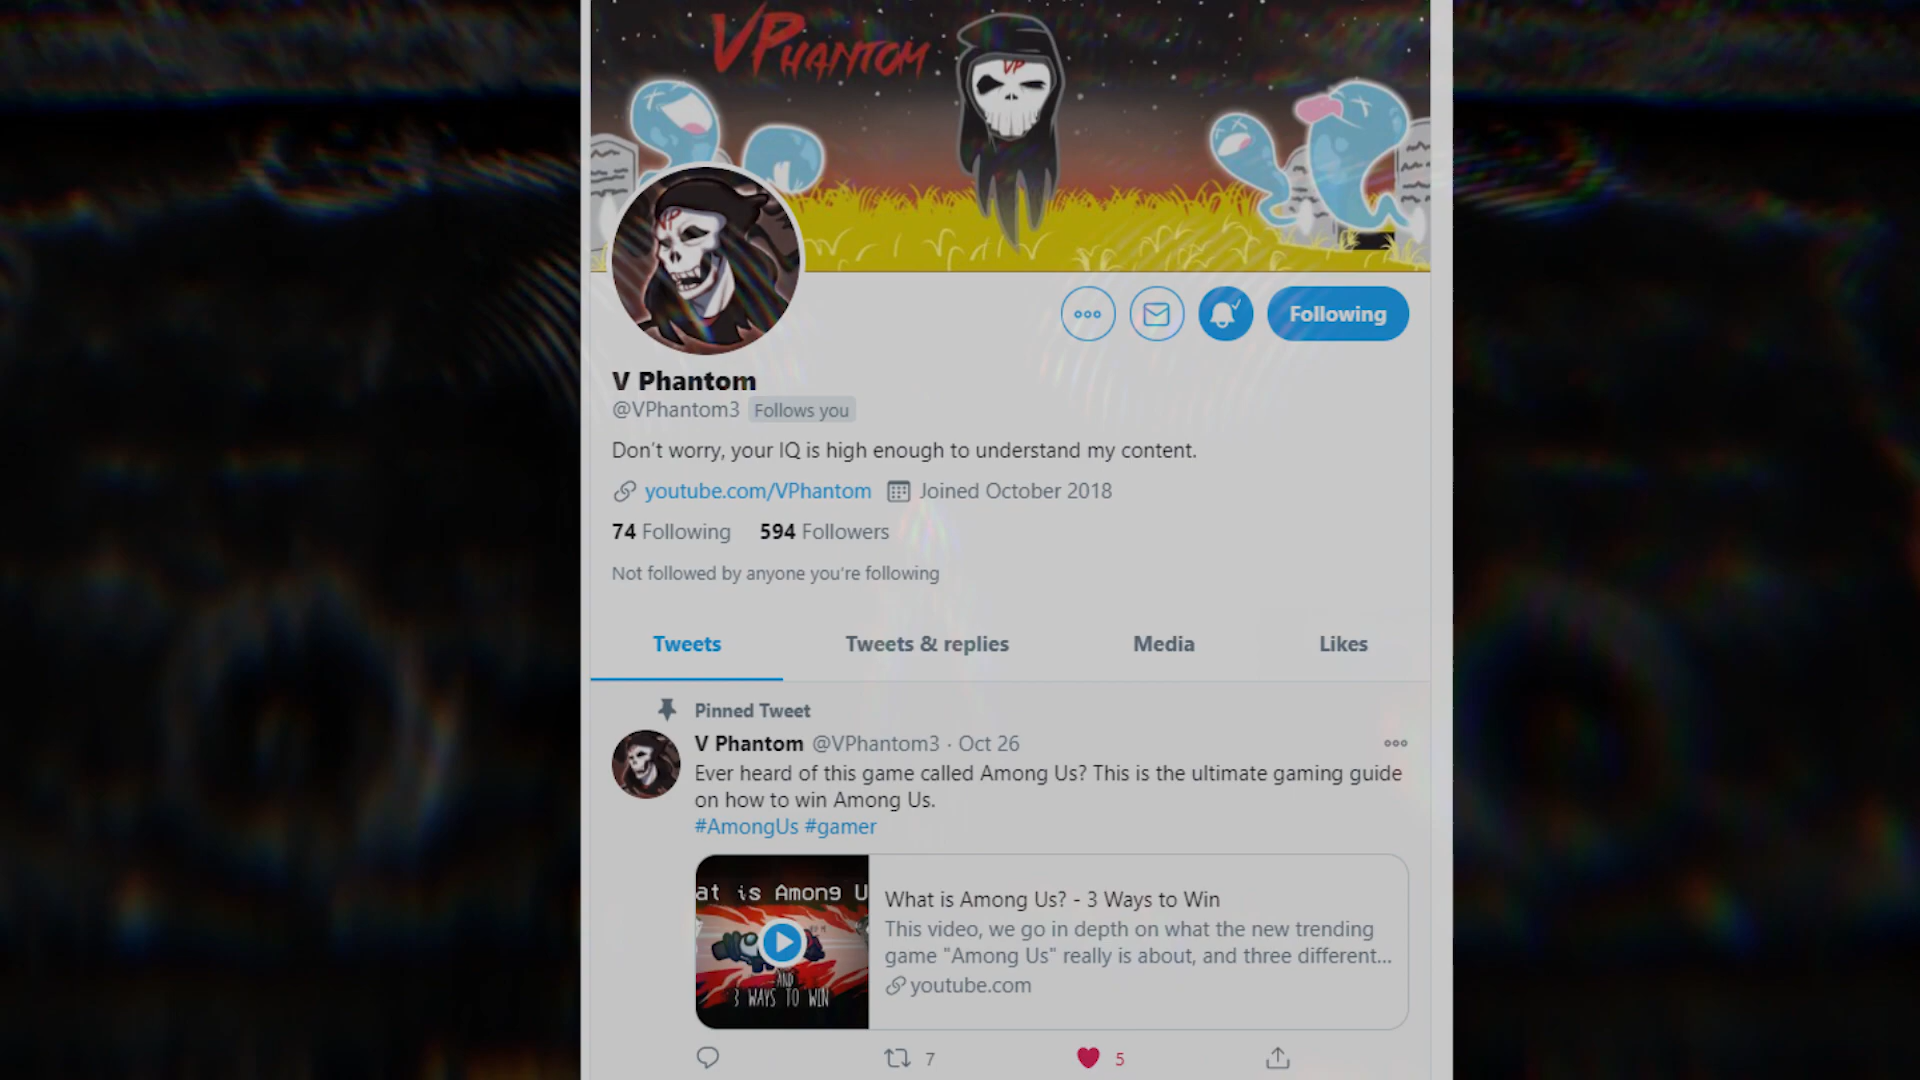 VPHANTOM
VP
VP
Following
V Phantom
@VPhantom3 Follows you
Don't worry, your IQ is high enough to understand my content.
youtube.com/VPhantom Joined October 2018
74 Following 594 Followers
Not followed by anyone you're following
Tweets Tweets & replies Media Likes
Pinned Tweet
V Phantom @VPhantom3 · Oct 26
Ever heard of this game called Among Us? This is the ultimate gaming guide
on how to win Among Us.
#AmongUs #gamer
at is Among U
AND
3 WAYS TO WIN
What is Among Us? - 3 Ways to Win
This video, we go in depth on what the new trending
game "Among Us" really is about, and three different...
youtube.com
7 5